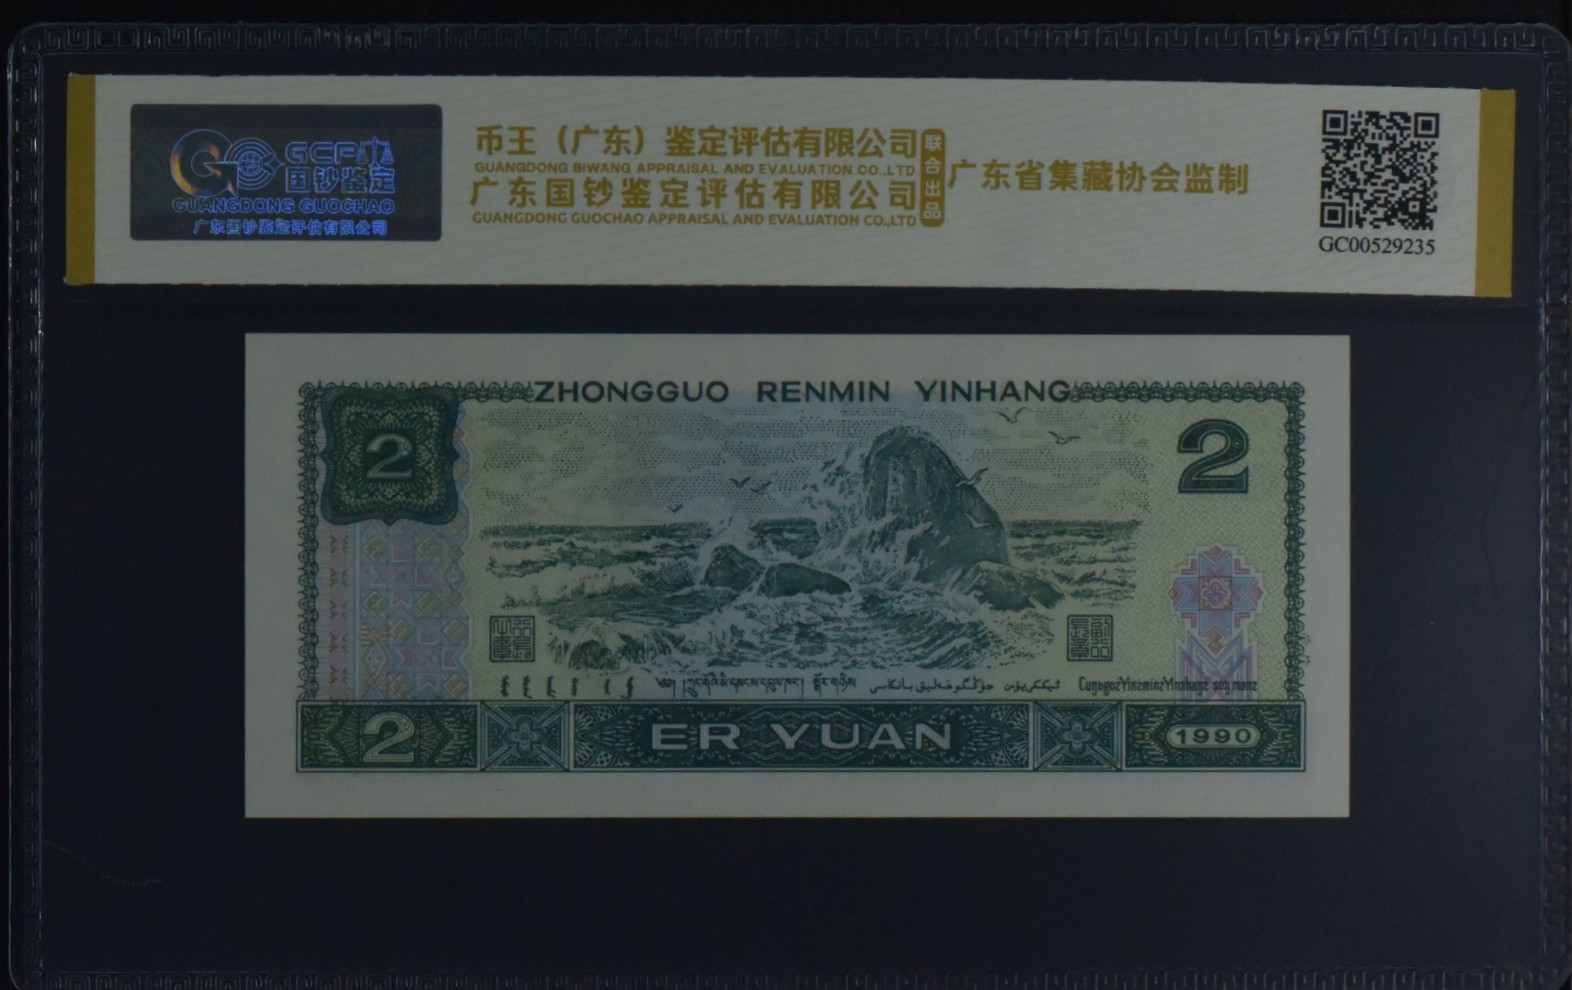 GCP
国钞鉴定
GUANGDONG GUOCHAO
广东国钞鉴定评估有限公司
币王（广东）鉴定评估有限公司
GUANGDONG BIWANG APPRAISAL AND EVALUATION CO.,LTD
广东国钞鉴定评估有限公司
GUANGDONG GUOCHAO APPRAISAL AND EVALUATION CO.,LTD
联合出品
广东省集藏协会监制
GC00529235
ZHONGGUO RENMIN YINHANG
2
2
2
ER YUAN
1990